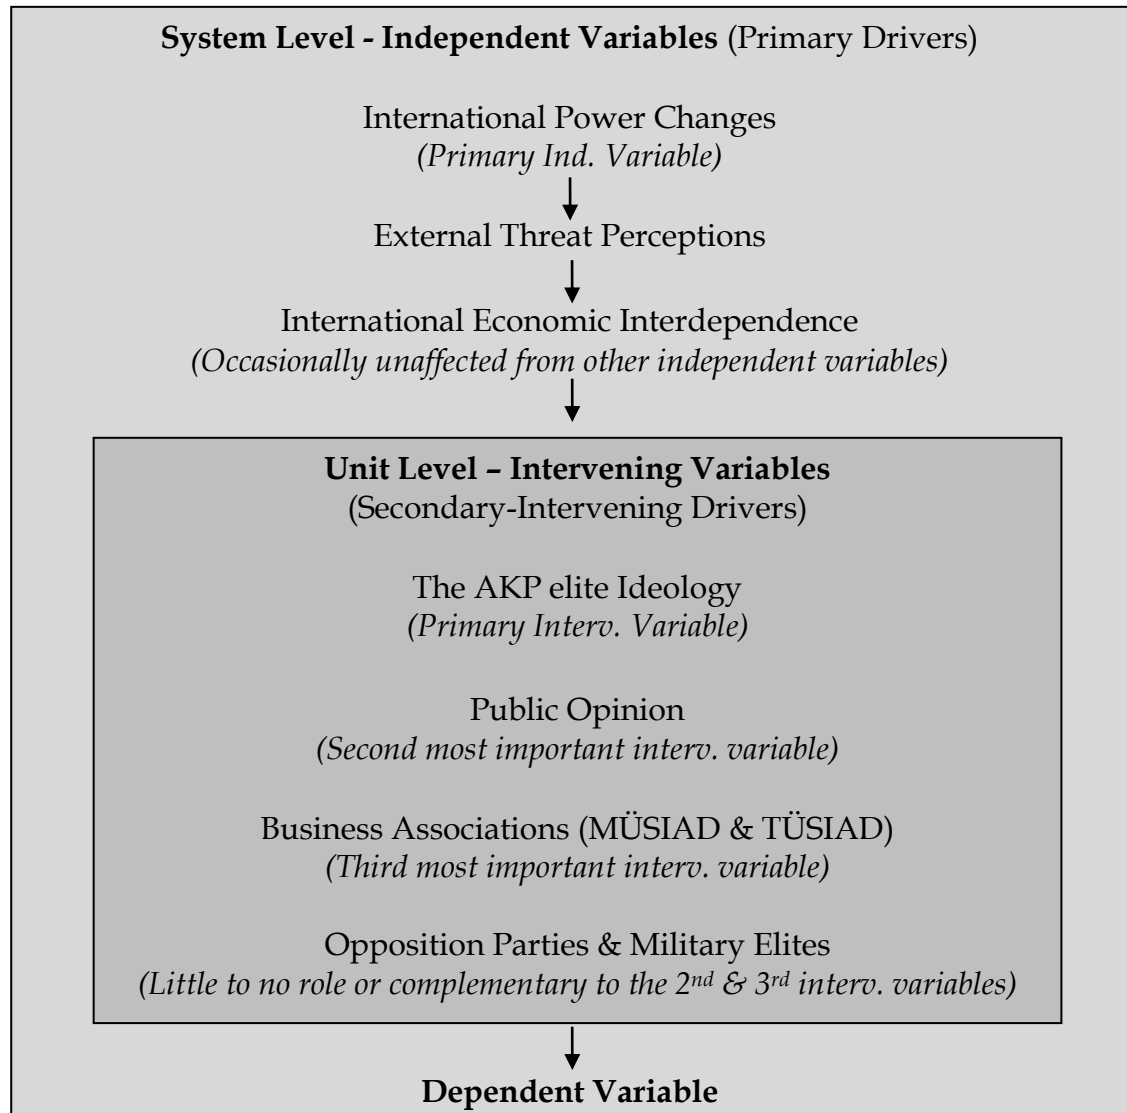 System Level - Independent Variables (Primary Drivers)
International Power Changes
(Primary Ind. Variable)
External Threat Perceptions
International Economic Interdependence
(Occasionally unaffected from other independent variables)
Unit Level – Intervening Variables
(Secondary-Intervening Drivers)
The AKP elite Ideology
(Primary Interv. Variable)
Public Opinion
(Second most important interv. variable)
Business Associations (MÜSIAD & TÜSIAD)
(Third most important interv. variable)
Opposition Parties & Military Elites
(Little to no role or complementary to the 2nd & 3rd interv. variables)
Dependent Variable